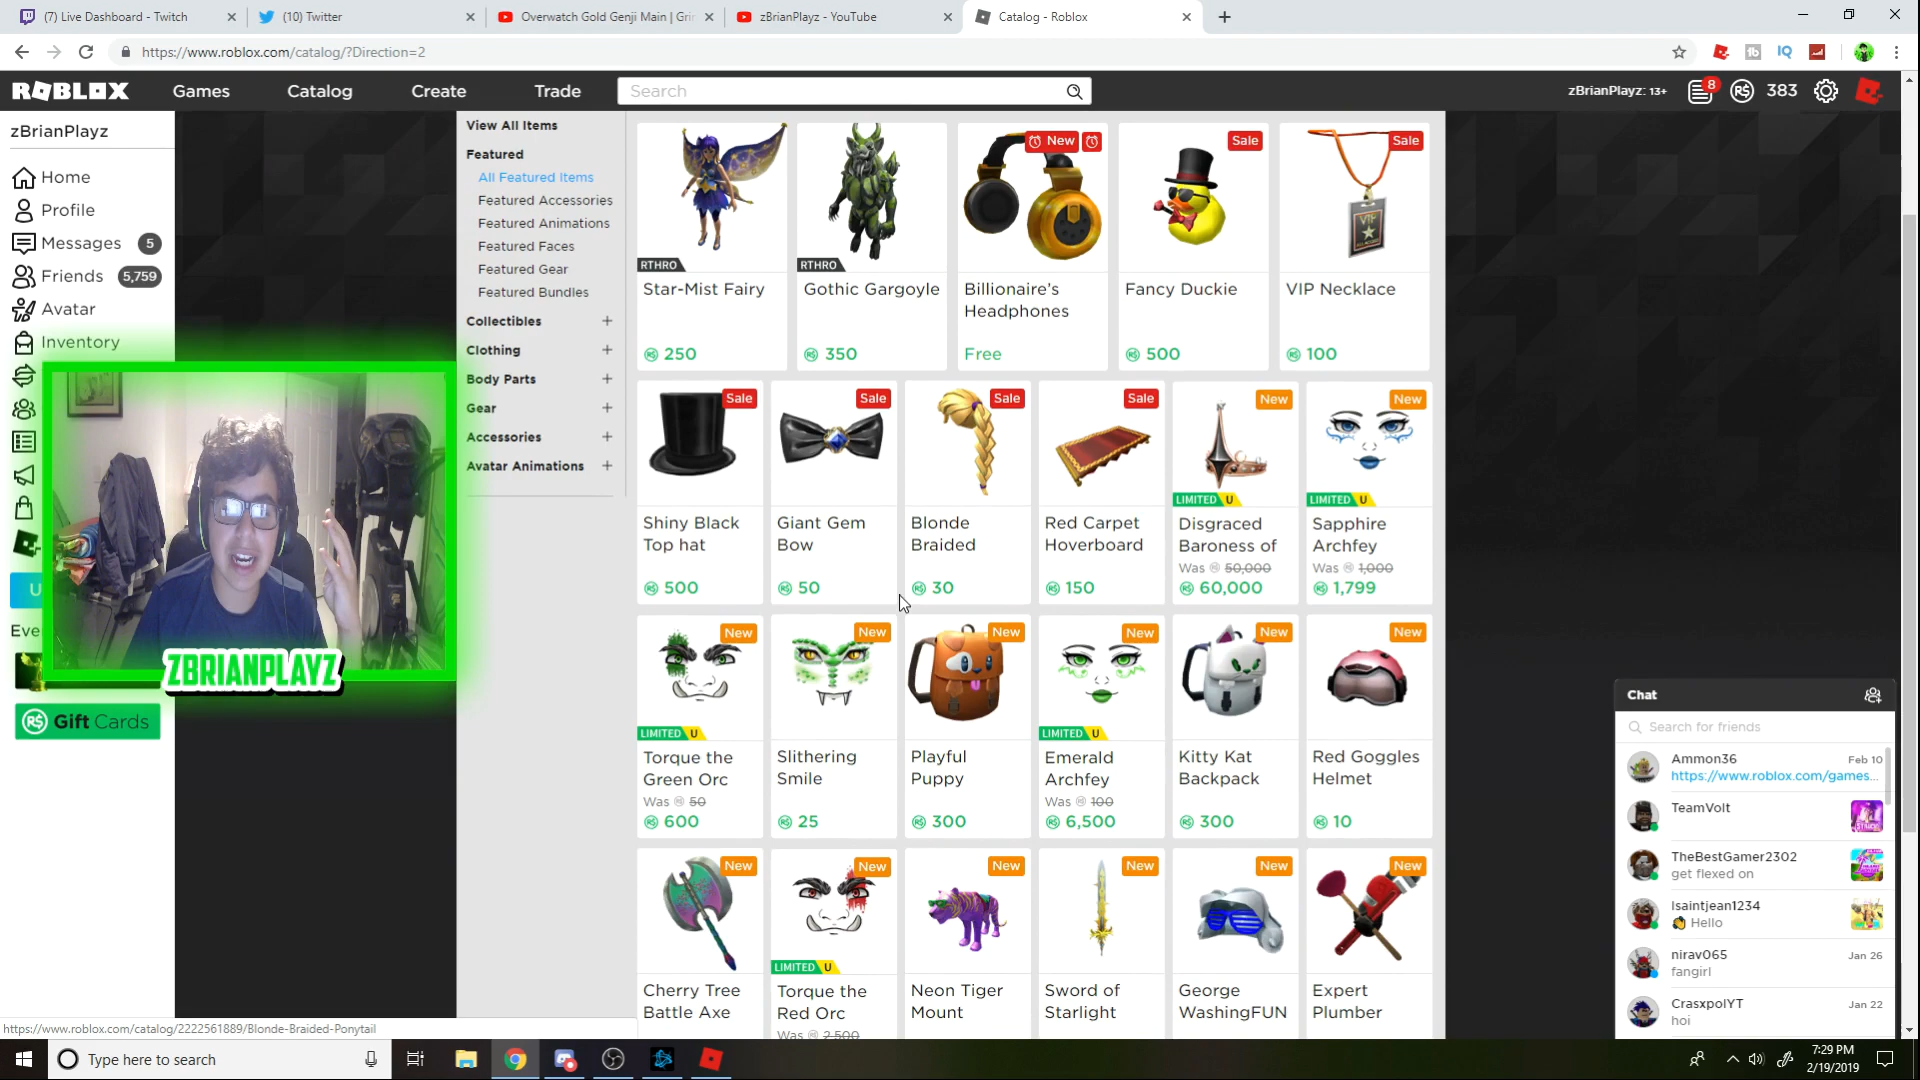 (7) Live Dashboard - Twitch
(10) Twitter
Overwatch Gold Genji Main | Grin
zBrianPlayz - YouTube
Catalog - Roblox
https://www.roblox.com/catalog/?Direction=2
ROBLOX
Games
Catalog
Create
Trade
Search
zBrianPlayz: 13+
8
383
zBrianPlayz
Home
Profile
Messages 5
Friends 5,759
Avatar
Inventory
U
Eve
ZBRIANPLAYZ
Gift Cards
View All Items
Featured
All Featured Items
Featured Accessories
Featured Animations
Featured Faces
Featured Gear
Featured Bundles
Collectibles +
Clothing +
Body Parts +
Gear +
Accessories +
Avatar Animations +
RTHRO
Star-Mist Fairy
250
RTHRO
Gothic Gargoyle
350
New
Billionaire's
Headphones
Free
Sale
Fancy Duckie
500
Sale
VIP
VIP Necklace
100
Sale
Shiny Black
Top hat
500
Sale
Giant Gem
Bow
50
Sale
Blonde
Braided
30
Sale
Red Carpet
Hoverboard
150
New
LIMITED U
Disgraced
Baroness of
Was 50,000
60,000
New
LIMITED U
Sapphire
Archfey
Was 1,000
1,799
New
LIMITED U
Torque the
Green Orc
Was 50
600
New
Slithering
Smile
25
New
Playful
Puppy
300
New
LIMITED U
Emerald
Archfey
Was 100
6,500
New
Kitty Kat
Backpack
300
New
Red Goggles
Helmet
10
New
Cherry Tree
Battle Axe
New
LIMITED U
Torque the
Red Orc
Was 2,500
New
Neon Tiger
Mount
New
Sword of
Starlight
New
George
WashingFUN
New
Expert
Plumber
Chat
Search for friends
Ammon36 Feb 10
https://www.roblox.com/games...
TeamVolt
TheBestGamer2302
get flexed on
Isaintjean1234
👏 Hello
nirav065 Jan 26
fangirl
CrasxpolYT Jan 22
hoi
https://www.roblox.com/catalog/2222561889/Blonde-Braided-Ponytail
Type here to search
7:29 PM
2/19/2019